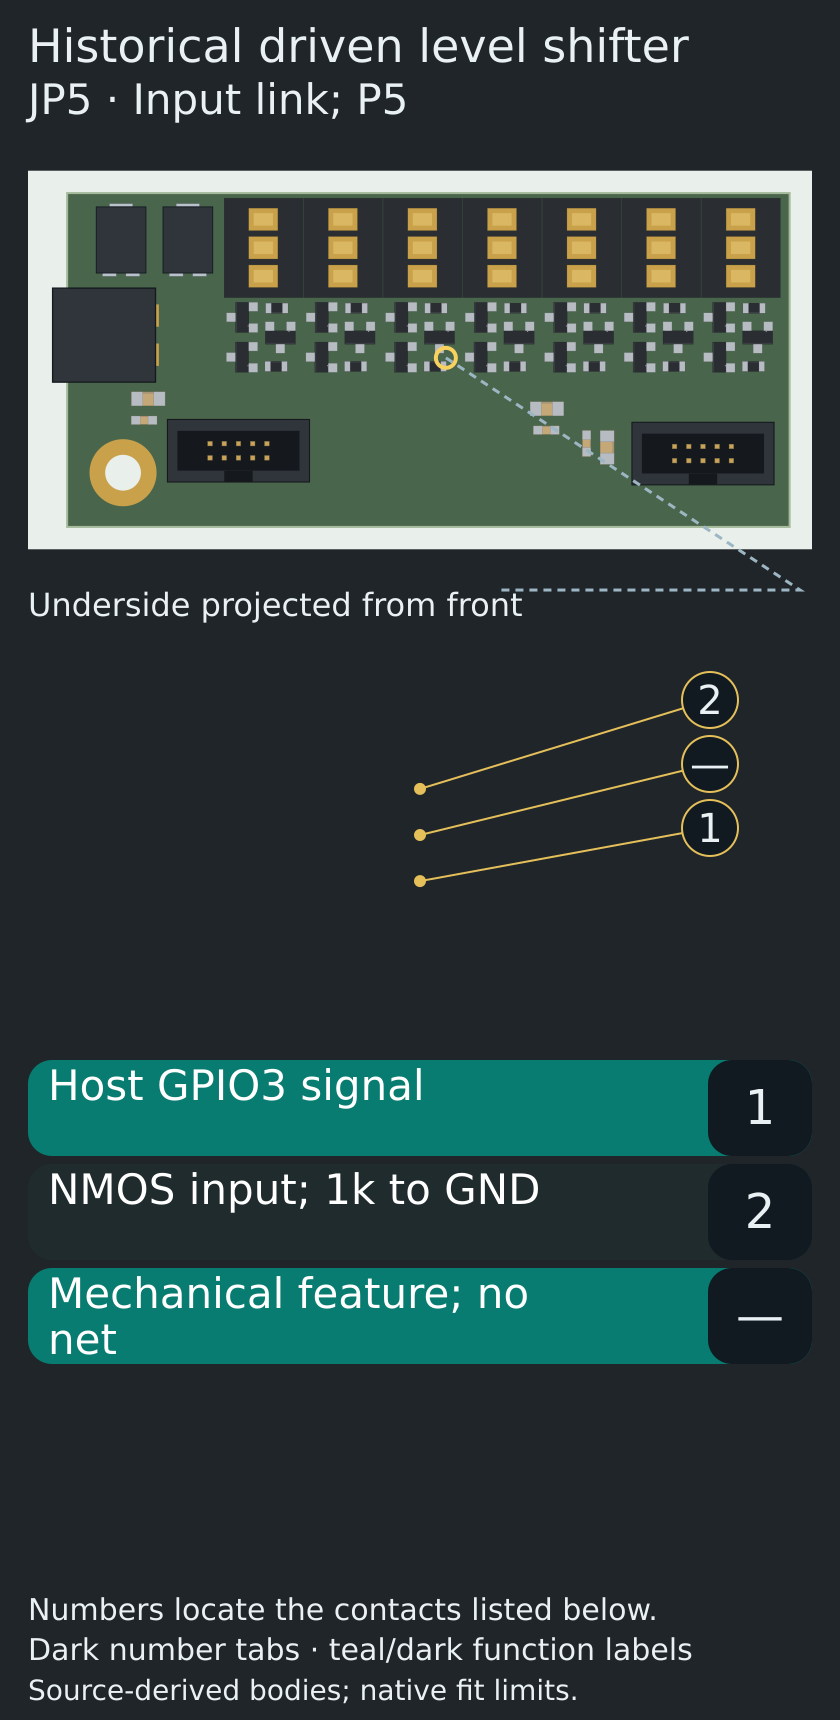 Historical driven level shifter
JP5 · Input link; P5
Underside projected from front
2
—
1
Host GPIO3 signal
1
NMOS input; 1k to GND
2
Mechanical feature; no
net
—
Numbers locate the contacts listed below.
Dark number tabs · teal/dark function labels
Source-derived bodies; native fit limits.